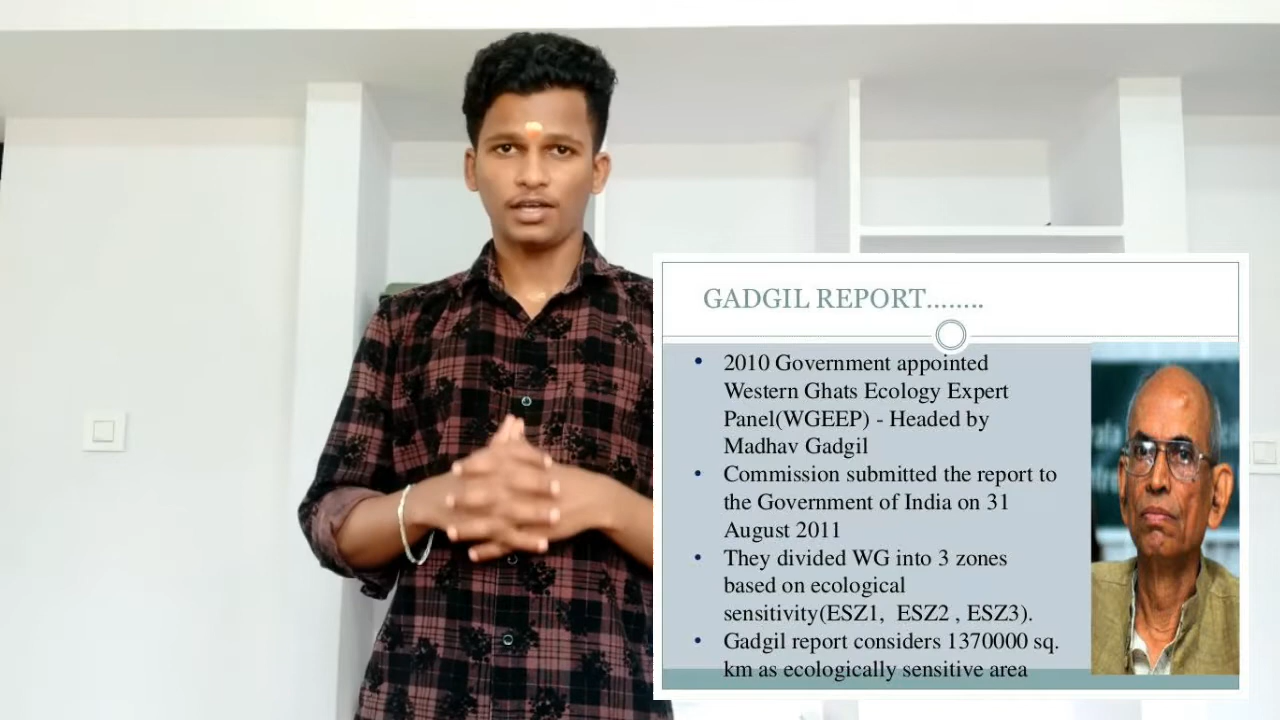 GADGIL REPORT........
• 2010 Government appointed
Western Ghats Ecology Expert
Panel(WGEEP) - Headed by
Madhav Gadgil
• Commission submitted the report to
the Government of India on 31
August 2011
• They divided WG into 3 zones
based on ecological
sensitivity(ESZ1, ESZ2 , ESZ3).
• Gadgil report considers 1370000 sq.
km as ecologically sensitive area